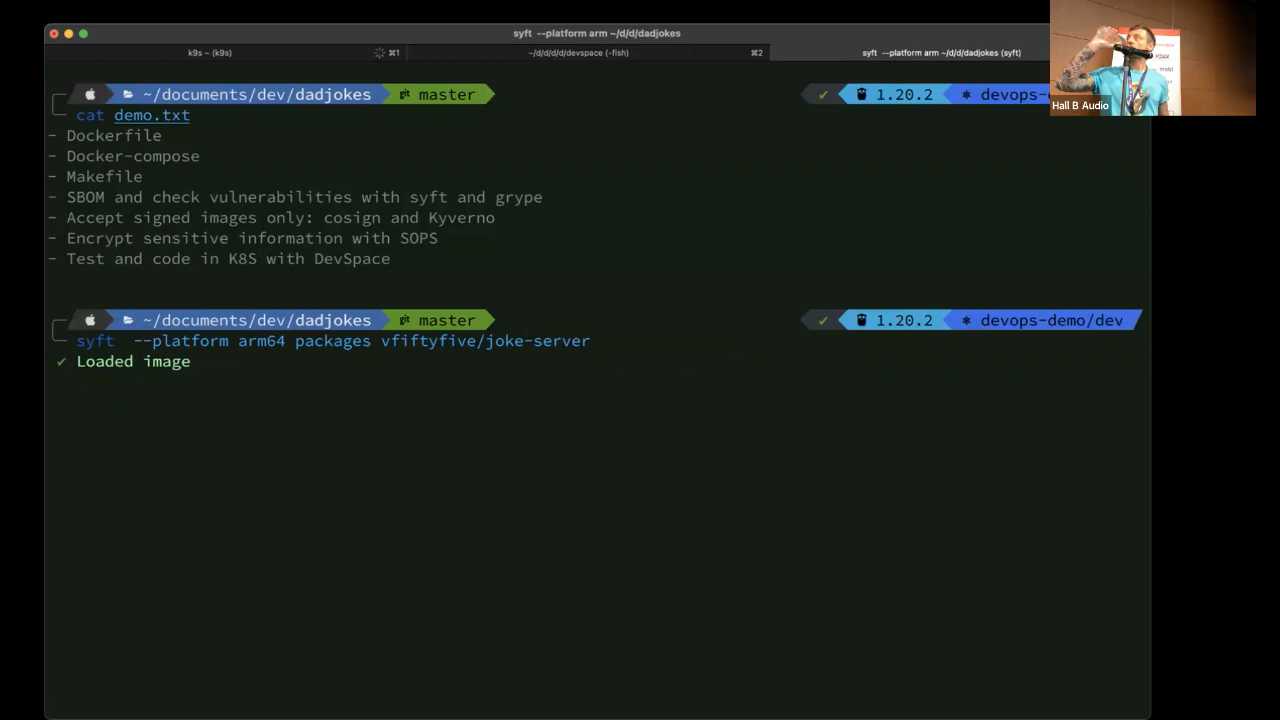 syft --platform arm ~/d/d/dadjokes
k9s ~ (k9s)
⌘1
~/d/d/d/d/devspace (-fish)
⌘2
syft --platform arm ~/d/d/dadjokes (syft)
~/documents/dev/dadjokes git master ✓ 1.20.2 ⎈ devops-
cat demo.txt
- Dockerfile
- Docker-compose
- Makefile
- SBOM and check vulnerabilities with syft and grype
- Accept signed images only: cosign and Kyverno
- Encrypt sensitive information with SOPS
- Test and code in K8S with DevSpace
~/documents/dev/dadjokes git master ✓ 1.20.2 ⎈ devops-demo/dev
syft --platform arm64 packages vfiftyfive/joke-server
✓ Loaded image
Hall B Audio